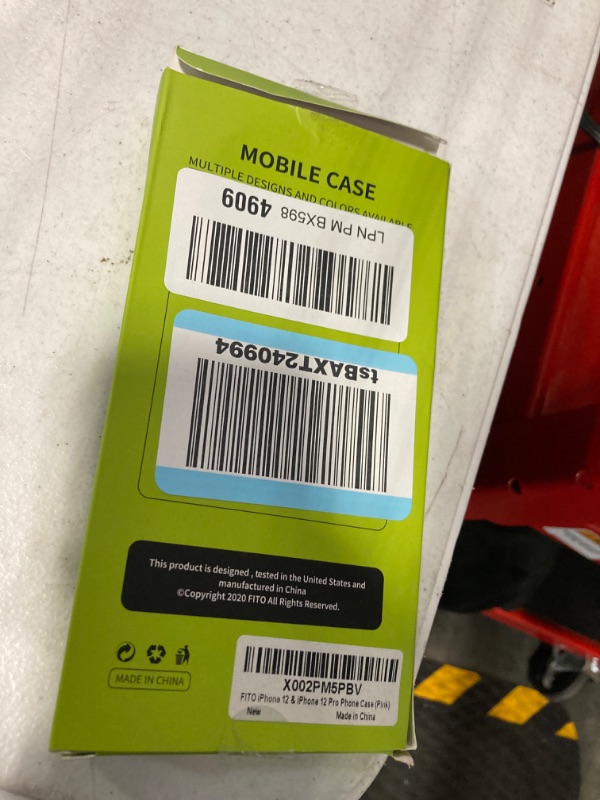 MOBILE CASE
MULTIPLE DESIGNS AND COLORS AVAILABLE
LPN PM BX598 4909
tsBAXT240994
This product is designed , tested in the United States and
manufactured in China
©Copyright 2020 FITO All Rights Reserved.
MADE IN CHINA
X002PM5PBV
FITO iPhone 12 & iPhone 12 Pro Phone Case (Pink)
New
Made in China